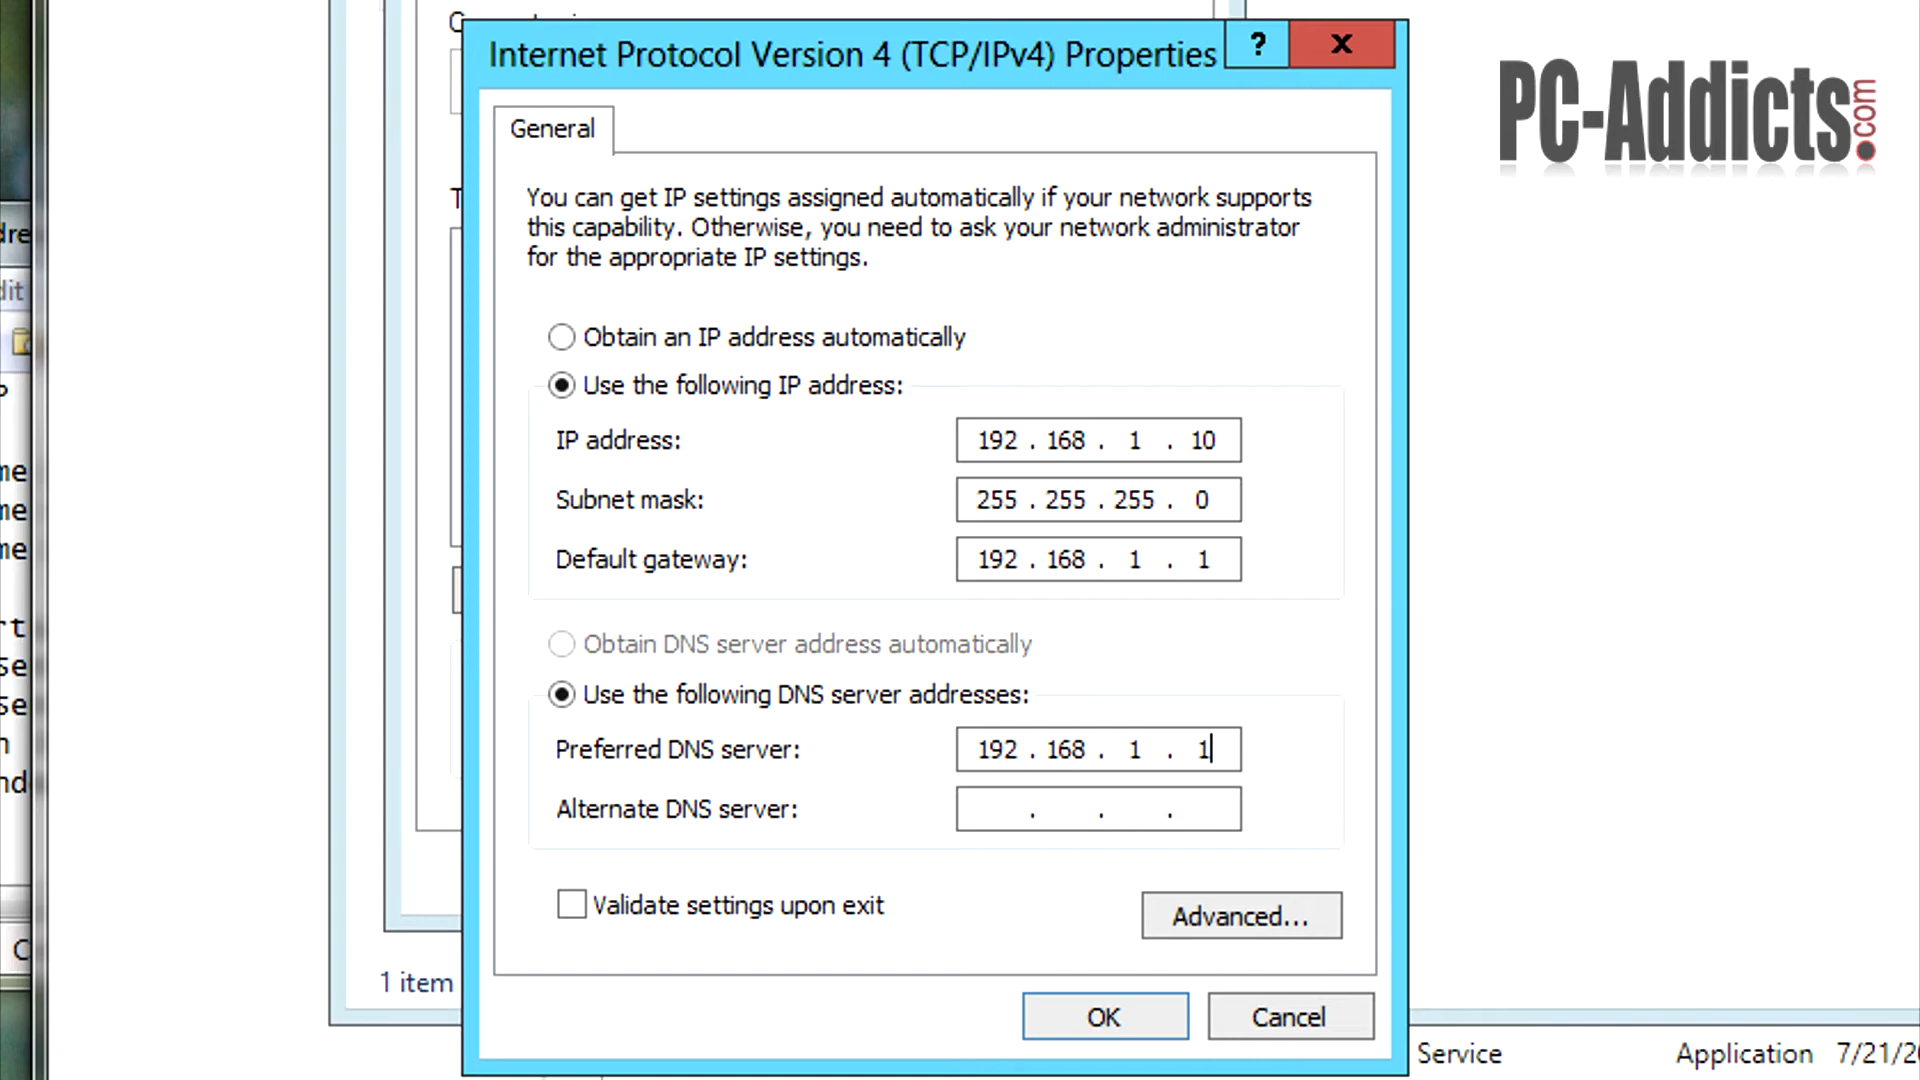 Internet Protocol Version 4 (TCP/IPv4) Properties
?
X
PC-Addicts.com
General
You can get IP settings assigned automatically if your network supports
this capability. Otherwise, you need to ask your network administrator
for the appropriate IP settings.
Obtain an IP address automatically
Use the following IP address:
IP address: 192 . 168 . 1 . 10
Subnet mask: 255 . 255 . 255 . 0
Default gateway: 192 . 168 . 1 . 1
Obtain DNS server address automatically
Use the following DNS server addresses:
Preferred DNS server: 192 . 168 . 1 . 1
Alternate DNS server: . . .
Validate settings upon exit
Advanced...
1 item
OK
Cancel
Service Application 7/21/2